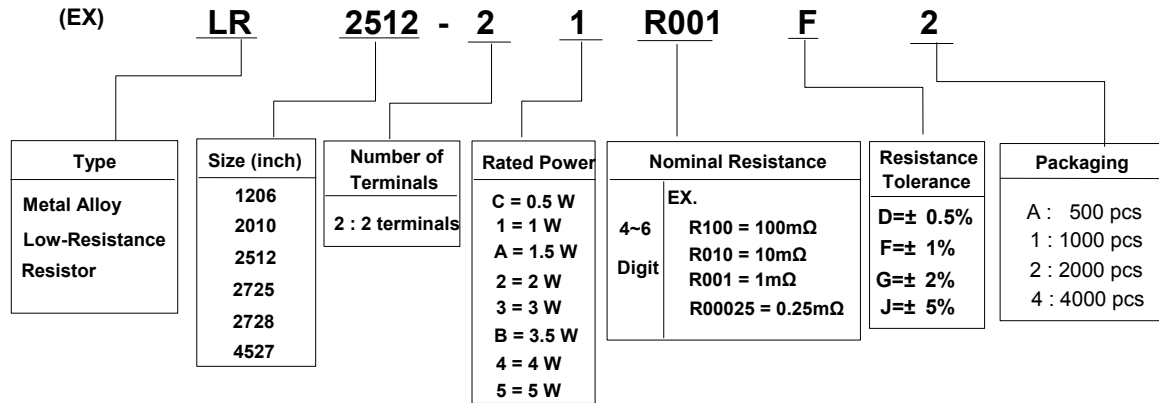 (EX) LR 2512 - 2 1 R001 F 2
Type
Metal Alloy
Low-Resistance
Resistor
Size (inch)
1206
2010
2512
2725
2728
4527
Number of
Terminals
2 : 2 terminals
Rated Power
C = 0.5 W
1 = 1 W
A = 1.5 W
2 = 2 W
3 = 3 W
B = 3.5 W
4 = 4 W
5 = 5 W
Nominal Resistance
4~6
Digit
EX.
R100 = 100mΩ
R010 = 10mΩ
R001 = 1mΩ
R00025 = 0.25mΩ
Resistance
Tolerance
D=± 0.5%
F=± 1%
G=± 2%
J=± 5%
Packaging
A : 500 pcs
1 : 1000 pcs
2 : 2000 pcs
4 : 4000 pcs